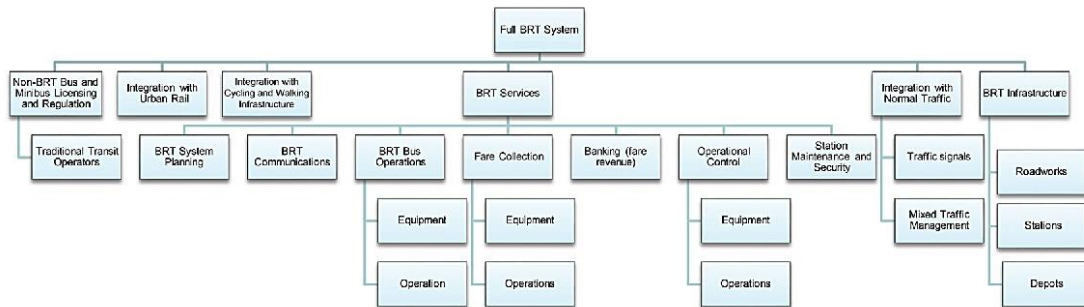 Full BRT System
Non-BRT Bus and
Minibus Licensing
and Regulation
Integration with
Urban Rail
Integration with
Cycling and Walking
Infrastructure
BRT Services
Integration with
Normal Traffic
BRT Infrastructure
Traditional Transit
Operators
BRT System
Planning
BRT
Communications
BRT Bus
Operations
Fare Collection
Banking (fare
revenue)
Operational
Control
Station
Maintenance and
Security
Traffic signals
Roadworks
Equipment
Equipment
Equipment
Mixed Traffic
Management
Stations
Operation
Operations
Operations
Depots